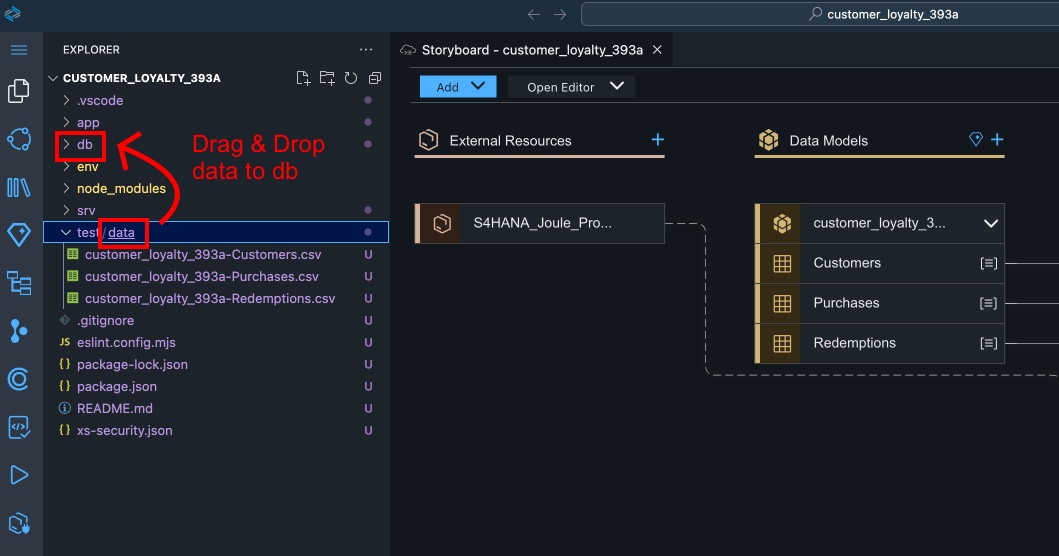 customer_loyalty_393a
EXPLORER
Storyboard - customer_loyalty_393a
CUSTOMER_LOYALTY_393A
.vscode
app
db
env
node_modules
srv
test/data
customer_loyalty_393a-Customers.csv U
customer_loyalty_393a-Purchases.csv U
customer_loyalty_393a-Redemptions.csv U
.gitignore U
JS eslint.config.mjs U
{} package-lock.json U
{} package.json U
README.md U
{} xs-security.json U
Drag & Drop
data to db
Add
Open Editor
External Resources
S4HANA_Joule_Pro...
Data Models
customer_loyalty_3...
Customers
Purchases
Redemptions